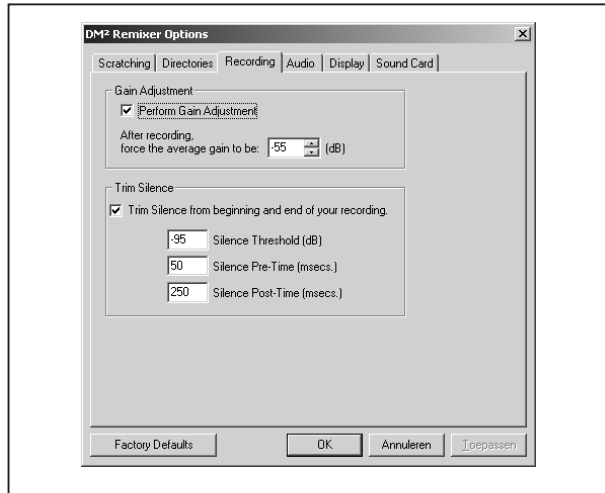 DM² Remixer Options
Scratching Directories Recording Audio Display Sound Card
Gain Adjustment
Perform Gain Adjustment
After recording,
force the average gain to be: -55 (dB)
Trim Silence
Trim Silence from beginning and end of your recording.
-95 Silence Threshold (dB)
50 Silence Pre-Time (msecs.)
250 Silence Post-Time (msecs.)
Factory Defaults OK Annuleren Toepassen